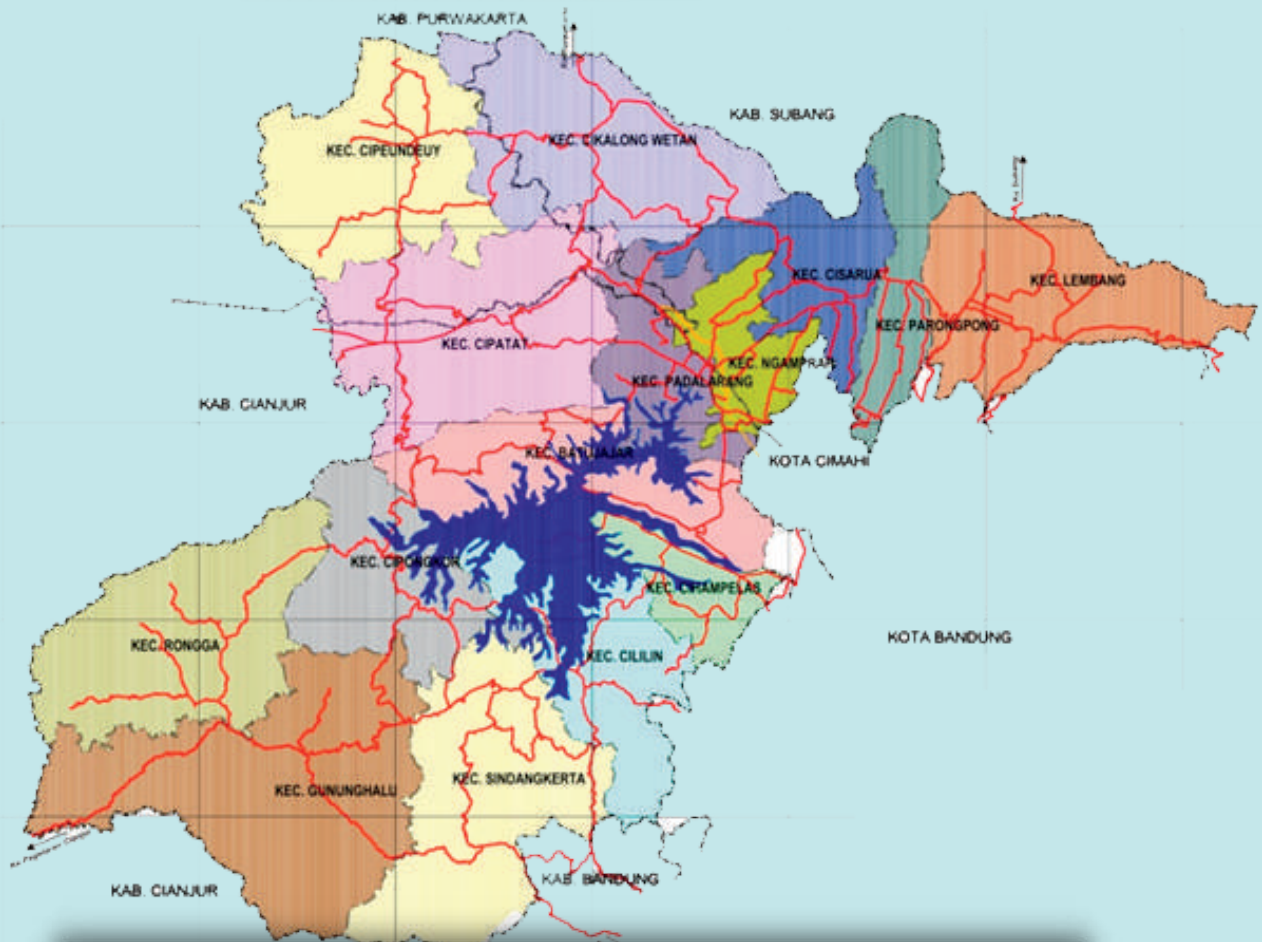 KAB. PURWAKARTA
KAB. SUBANG
KEC. CIKALONG WETAN
KEC. CIPEUNDEUY
KEC. CISARUA
KEC. LEMBANG
KEC. PARONGPONG
KEC. CIPATAT
KEC. NGAMPRAH
KEC. PADALARANG
KAB. CIANJUR
KEC. BATUJAJAR
KOTA CIMAHI
KEC. CIPONGKOR
KEC. CIHAMPELAS
KOTA BANDUNG
KEC. RONGGA
KEC. CILILIN
KEC. SINDANGKERTA
KEC. GUNUNGHALU
KAB. BANDUNG
KAB. CIANJUR